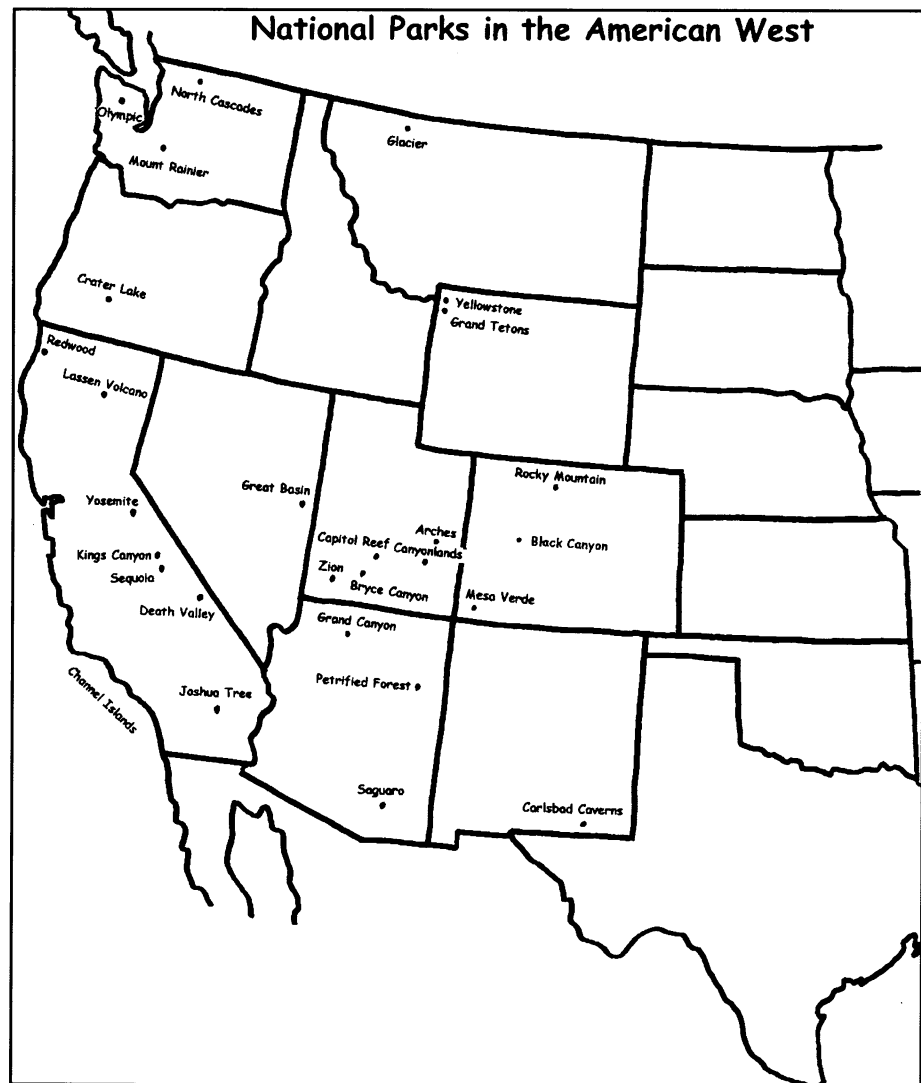 National Parks in the American West
North Cascades
Olympic
Glacier
Mount Rainier
Crater Lake
Yellowstone
Grand Tetons
Redwood
Lassen Volcano
Rocky Mountain
Great Basin
Yosemite
Arches
Black Canyon
Capitol Reef
Canyonlands
Kings Canyon
Sequoia
Zion
Bryce Canyon
Mesa Verde
Death Valley
Grand Canyon
Petrified Forest
Joshua Tree
Channel Islands
Saguaro
Carlsbad Caverns